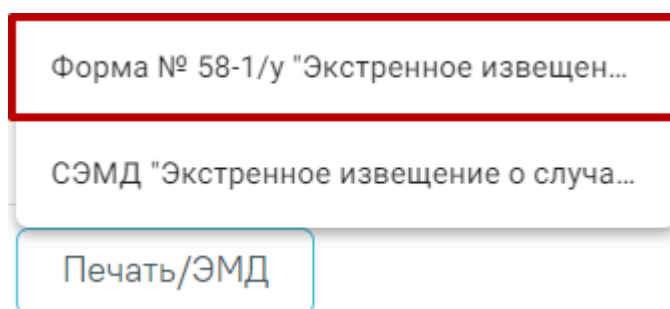 Форма № 58-1/у "Экстренное извещен...
СЭМД "Экстренное извещение о случа...
Печать/ЭМД